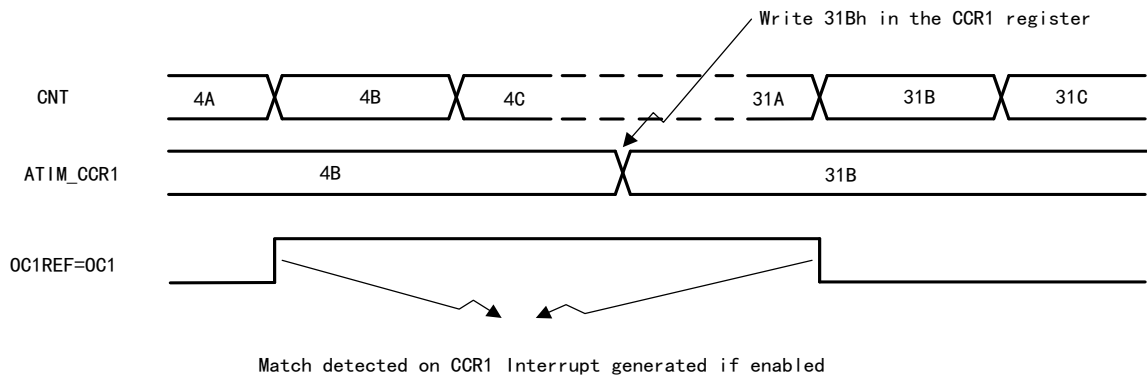 Write 31Bh in the CCR1 register
CNT 4A 4B 4C 31A 31B 31C
ATIM_CCR1 4B 31B
OC1REF=OC1
Match detected on CCR1 Interrupt generated if enabled